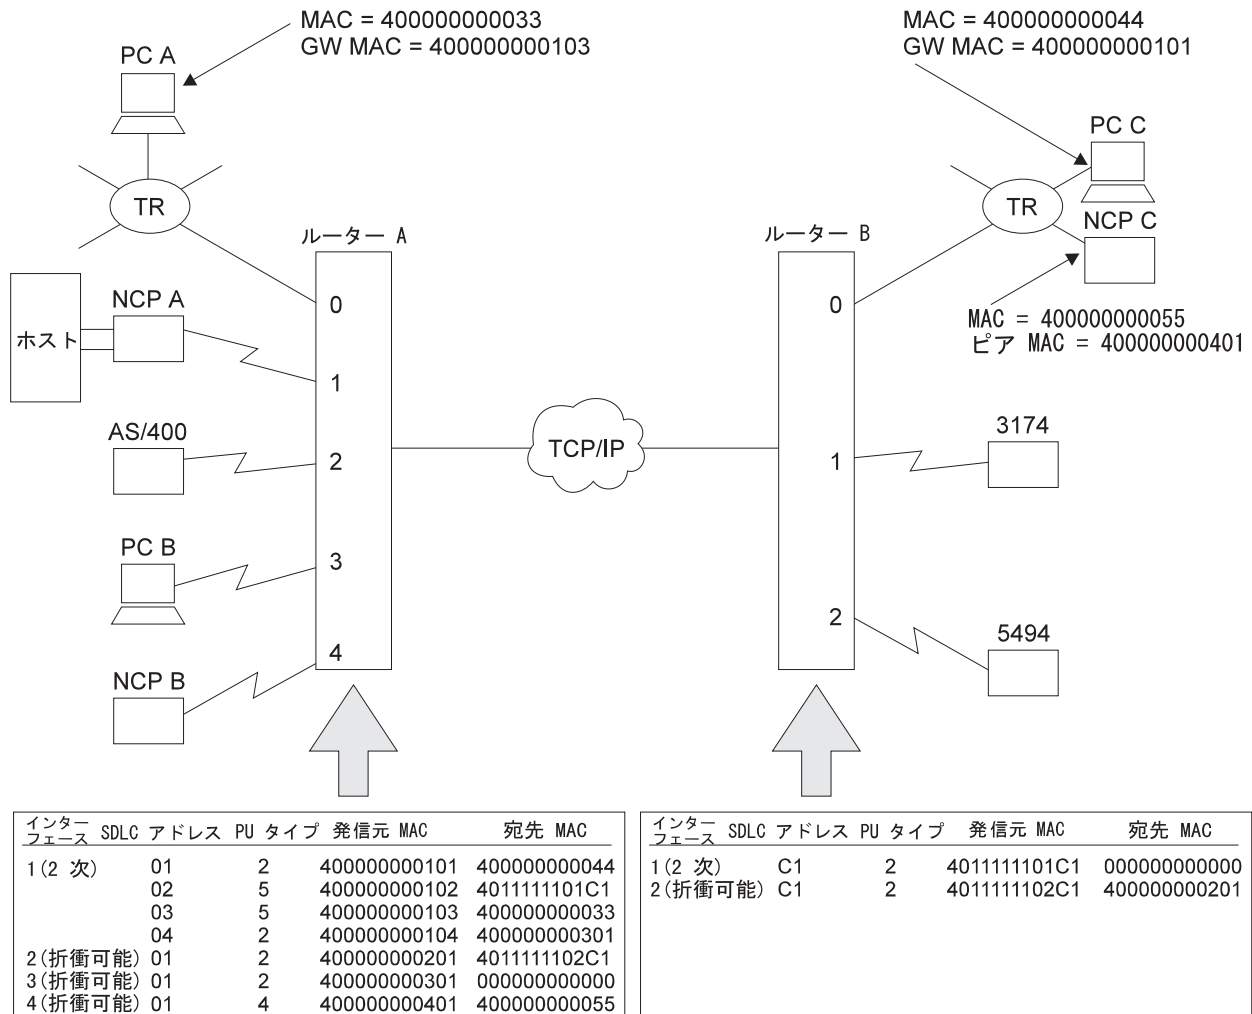 MAC = 400000000033
GW MAC = 400000000103
MAC = 400000000044
GW MAC = 400000000101
PC A
PC C
TR
TR
NCP C
ルーター A
ルーター B
NCP A
ホスト
0
0
MAC = 400000000055
ピア MAC = 400000000401
1
AS/400
3174
TCP/IP
2
1
PC B
3
2
5494
4
NCP B
インターフェース SDLC アドレス PU タイプ 発信元 MAC 宛先 MAC
1(2 次) 01 2 400000000101 400000000044
02 5 400000000102 4011111101C1
03 5 400000000103 400000000033
04 2 400000000104 400000000301
2(折衝可能) 01 2 400000000201 4011111102C1
3(折衝可能) 01 2 400000000301 000000000000
4(折衝可能) 01 4 400000000401 400000000055
インターフェース SDLC アドレス PU タイプ 発信元 MAC 宛先 MAC
1(2 次) C1 2 4011111101C1 000000000000
2(折衝可能) C1 2 4011111102C1 400000000201